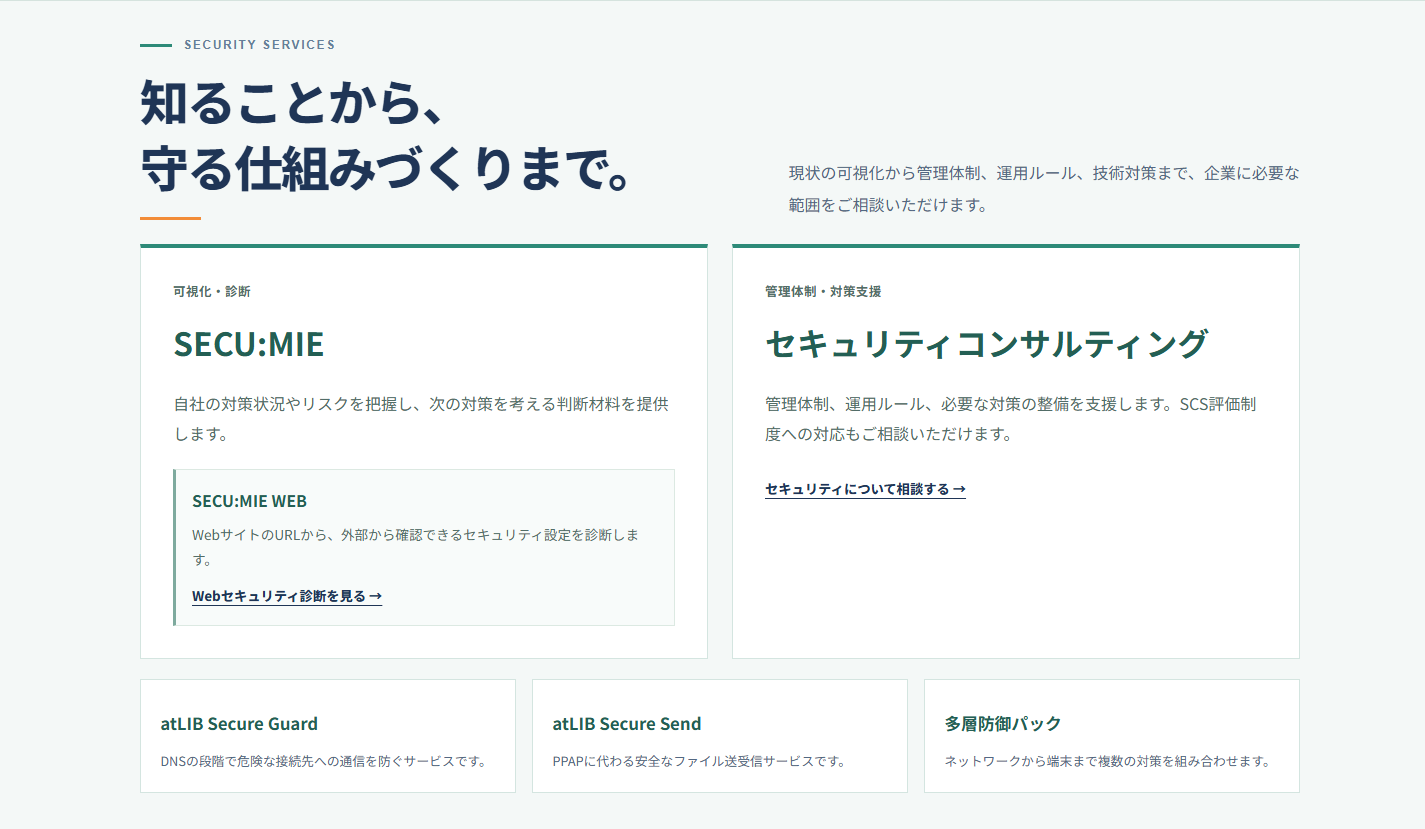 SECURITY SERVICES
知ることから、
守る仕組みづくりまで。
現状の可視化から管理体制、運用ルール、技術対策まで、企業に必要な
範囲をご相談いただけます。
可視化・診断
SECU:MIE
自社の対策状況やリスクを把握し、次の対策を考える判断材料を提供
します。
SECU:MIE WEB
WebサイトのURLから、外部から確認できるセキュリティ設定を診断しま
す。
Webセキュリティ診断を見る →
管理体制・対策支援
セキュリティコンサルティング
管理体制、運用ルール、必要な対策の整備を支援します。SCS評価制
度への対応もご相談いただけます。
セキュリティについて相談する →
atLIB Secure Guard
DNSの段階で危険な接続先への通信を防ぐサービスです。
atLIB Secure Send
PPAPに代わる安全なファイル送受信サービスです。
多層防御パック
ネットワークから端末まで複数の対策を組み合わせます。